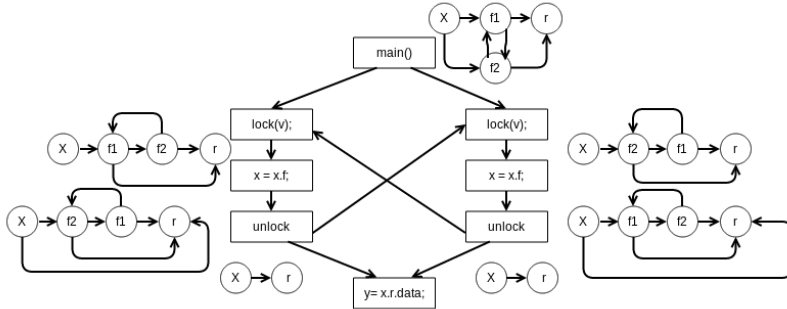 X f1 r
f2
main()
lock(v); lock(v);
X f1 f2 r
X f2 f1 r
x = x.f; x = x.f;
X f2 f1 r
X f1 f2 r
unlock unlock
X r
X r
y= x.r.data;